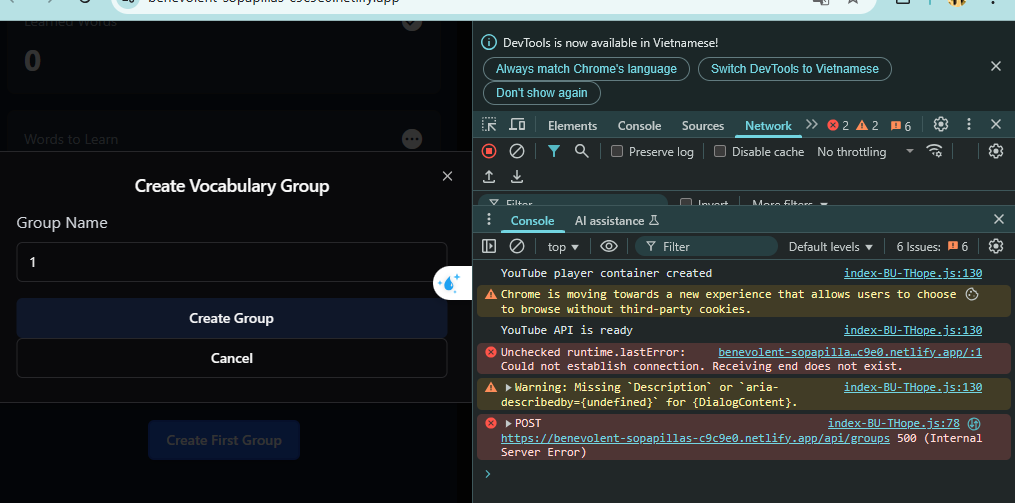 benevolent-sopapillas-c9c9e0.netlify.app
Learned Words
0
Words to Learn
Create Vocabulary Group
Group Name
1
Create Group
Cancel
Create First Group
DevTools is now available in Vietnamese!
Always match Chrome's language
Switch DevTools to Vietnamese
Don't show again
Elements
Console
Sources
Network
2
2
6
Preserve log
Disable cache
No throttling
Filter
Invert
More filters
Console
AI assistance
top
Filter
Default levels
6 Issues:
6
YouTube player container created
index-BU-THope.js:130
Chrome is moving towards a new experience that allows users to choose
to browse without third-party cookies.
YouTube API is ready
index-BU-THope.js:130
Unchecked runtime.lastError:
benevolent-sopapilla…c9e0.netlify.app/:1
Could not establish connection. Receiving end does not exist.
Warning: Missing `Description` or `aria-
index-BU-THope.js:130
describedby={undefined}` for {DialogContent}.
POST
index-BU-THope.js:78
https://benevolent-sopapillas-c9c9e0.netlify.app/api/groups 500 (Internal
Server Error)